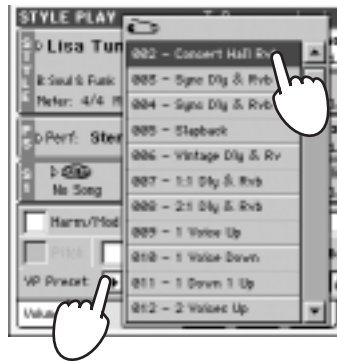 STYLE PLAY
Lisa Tun
002 - Concert Hall Rv
003 - Sync Dly & Rvb
R:Soul & Funk
Meter: 4/4
004 - Sync Dly & Rvb
005 - Slapback
Perf: Ster
006 - Vintage Dly & Rv
007 - 1:1 Dly & Rvb
No Song
008 - 2:1 Dly & Rvb
Harm/Mod
009 - 1 Voice Up
Pitch
010 - 1 Voice Down
VP Preset:
011 - 1 Down 1 Up
012 - 2 Voices Up